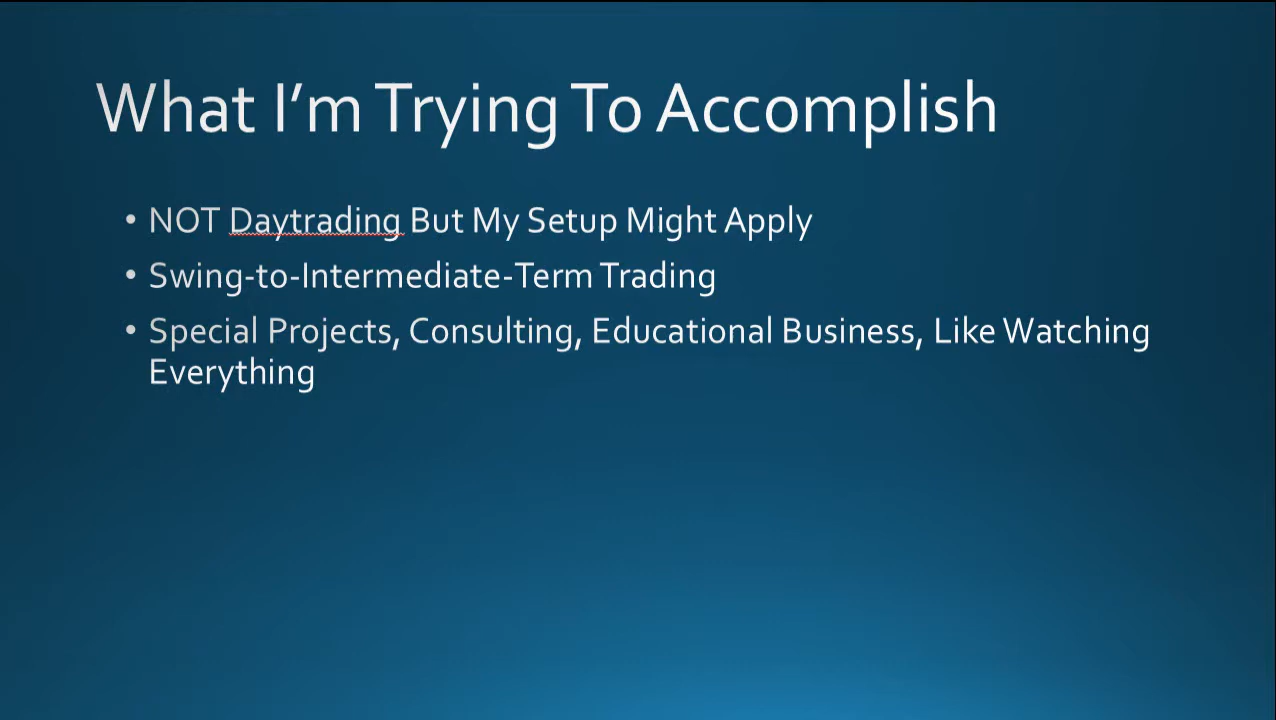 What I'm Trying To Accomplish
• NOT Daytrading But My Setup Might Apply
• Swing-to-Intermediate-Term Trading
• Special Projects, Consulting, Educational Business, Like Watching
Everything